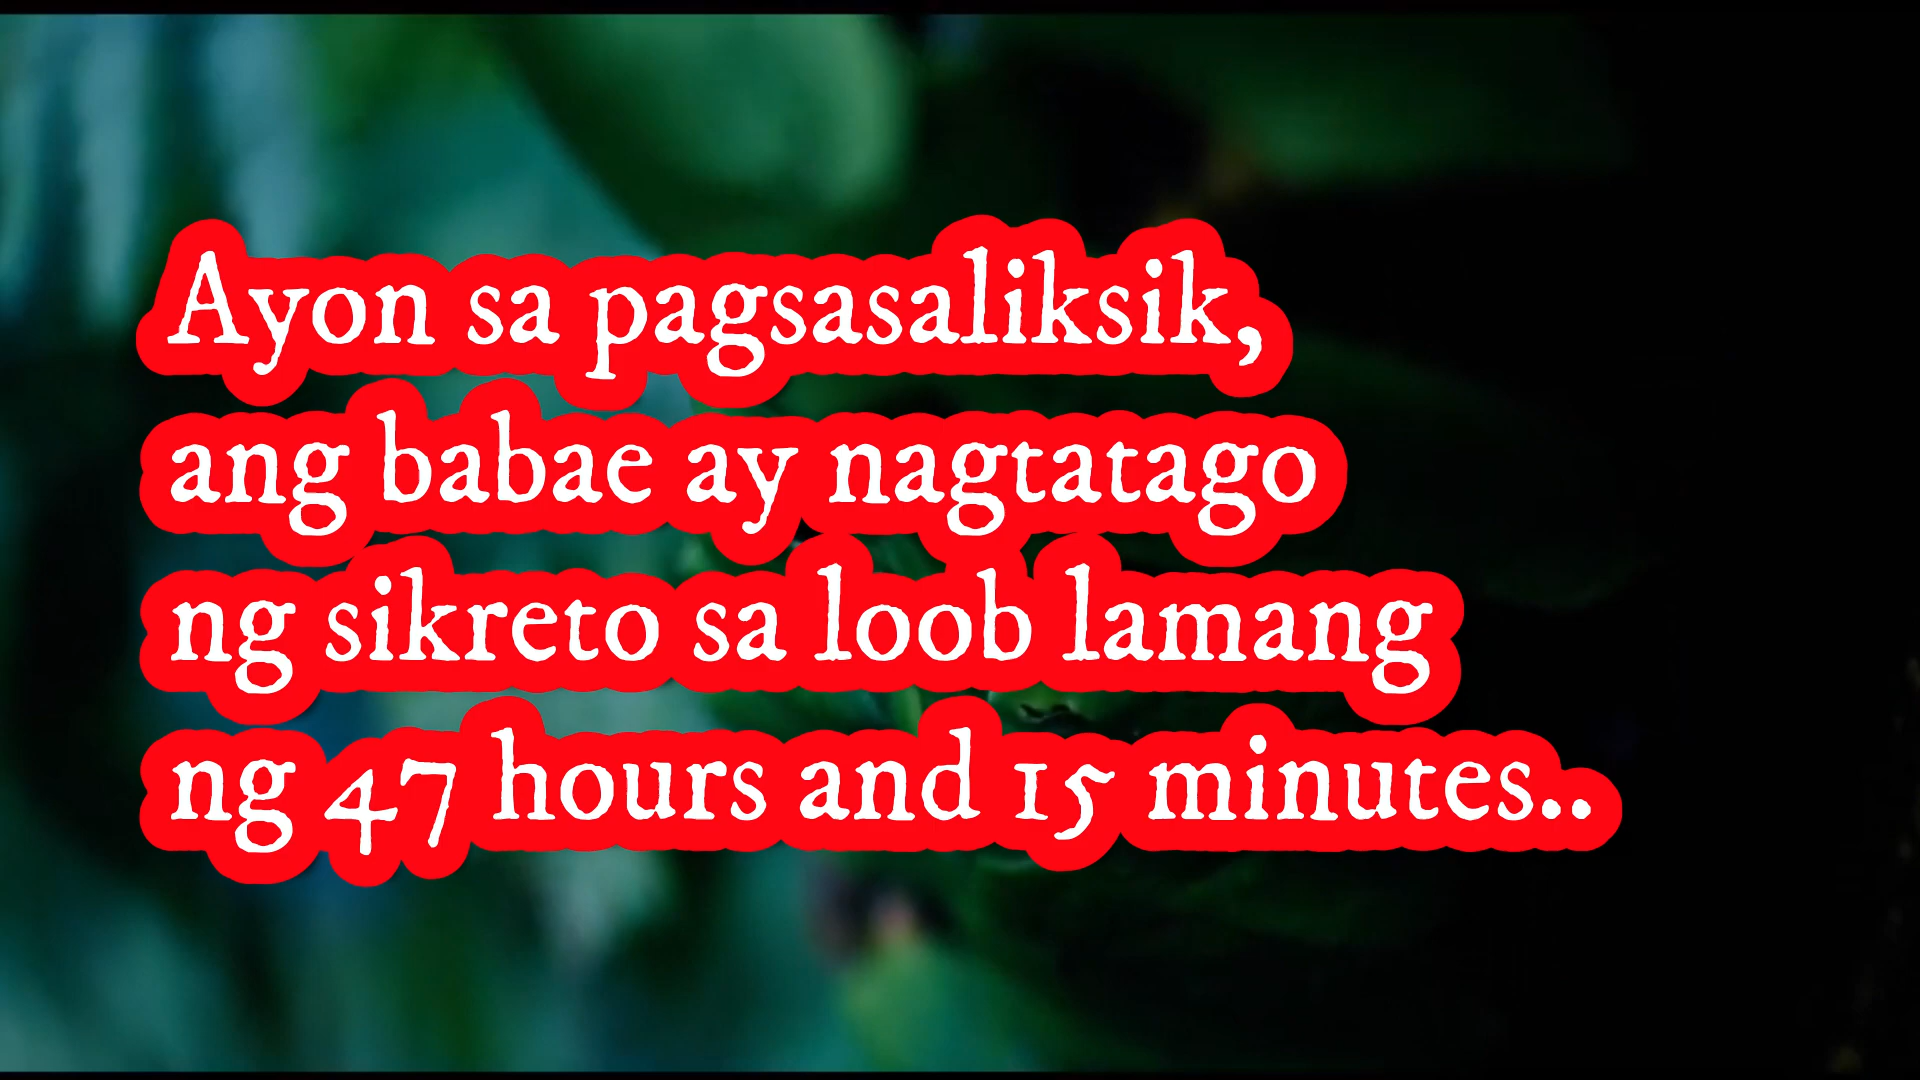 Ayon sa pagsasaliksik,
ang babae ay nagtatago
ng sikreto sa loob lamang
ng 47 hours and 15 minutes..